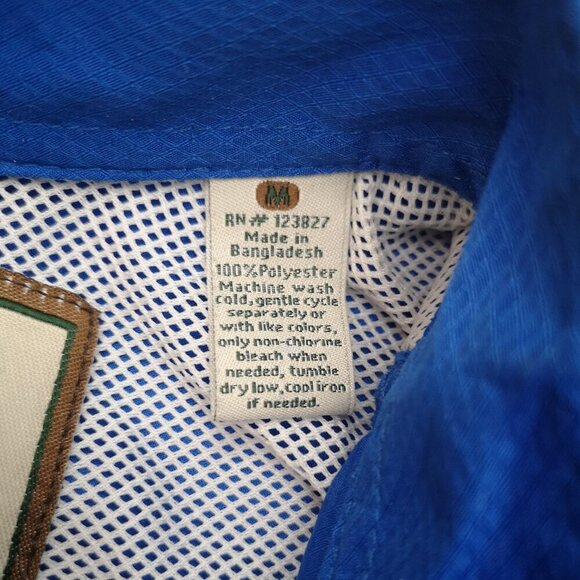 M
RN # 123827
Made in
Bangladesh
100%Polyester
Machine wash
cold, gentle cycle
separately or
with like colors,
only non-chlorine
bleach when
needed, tumble
dry low, cool iron
if needed.